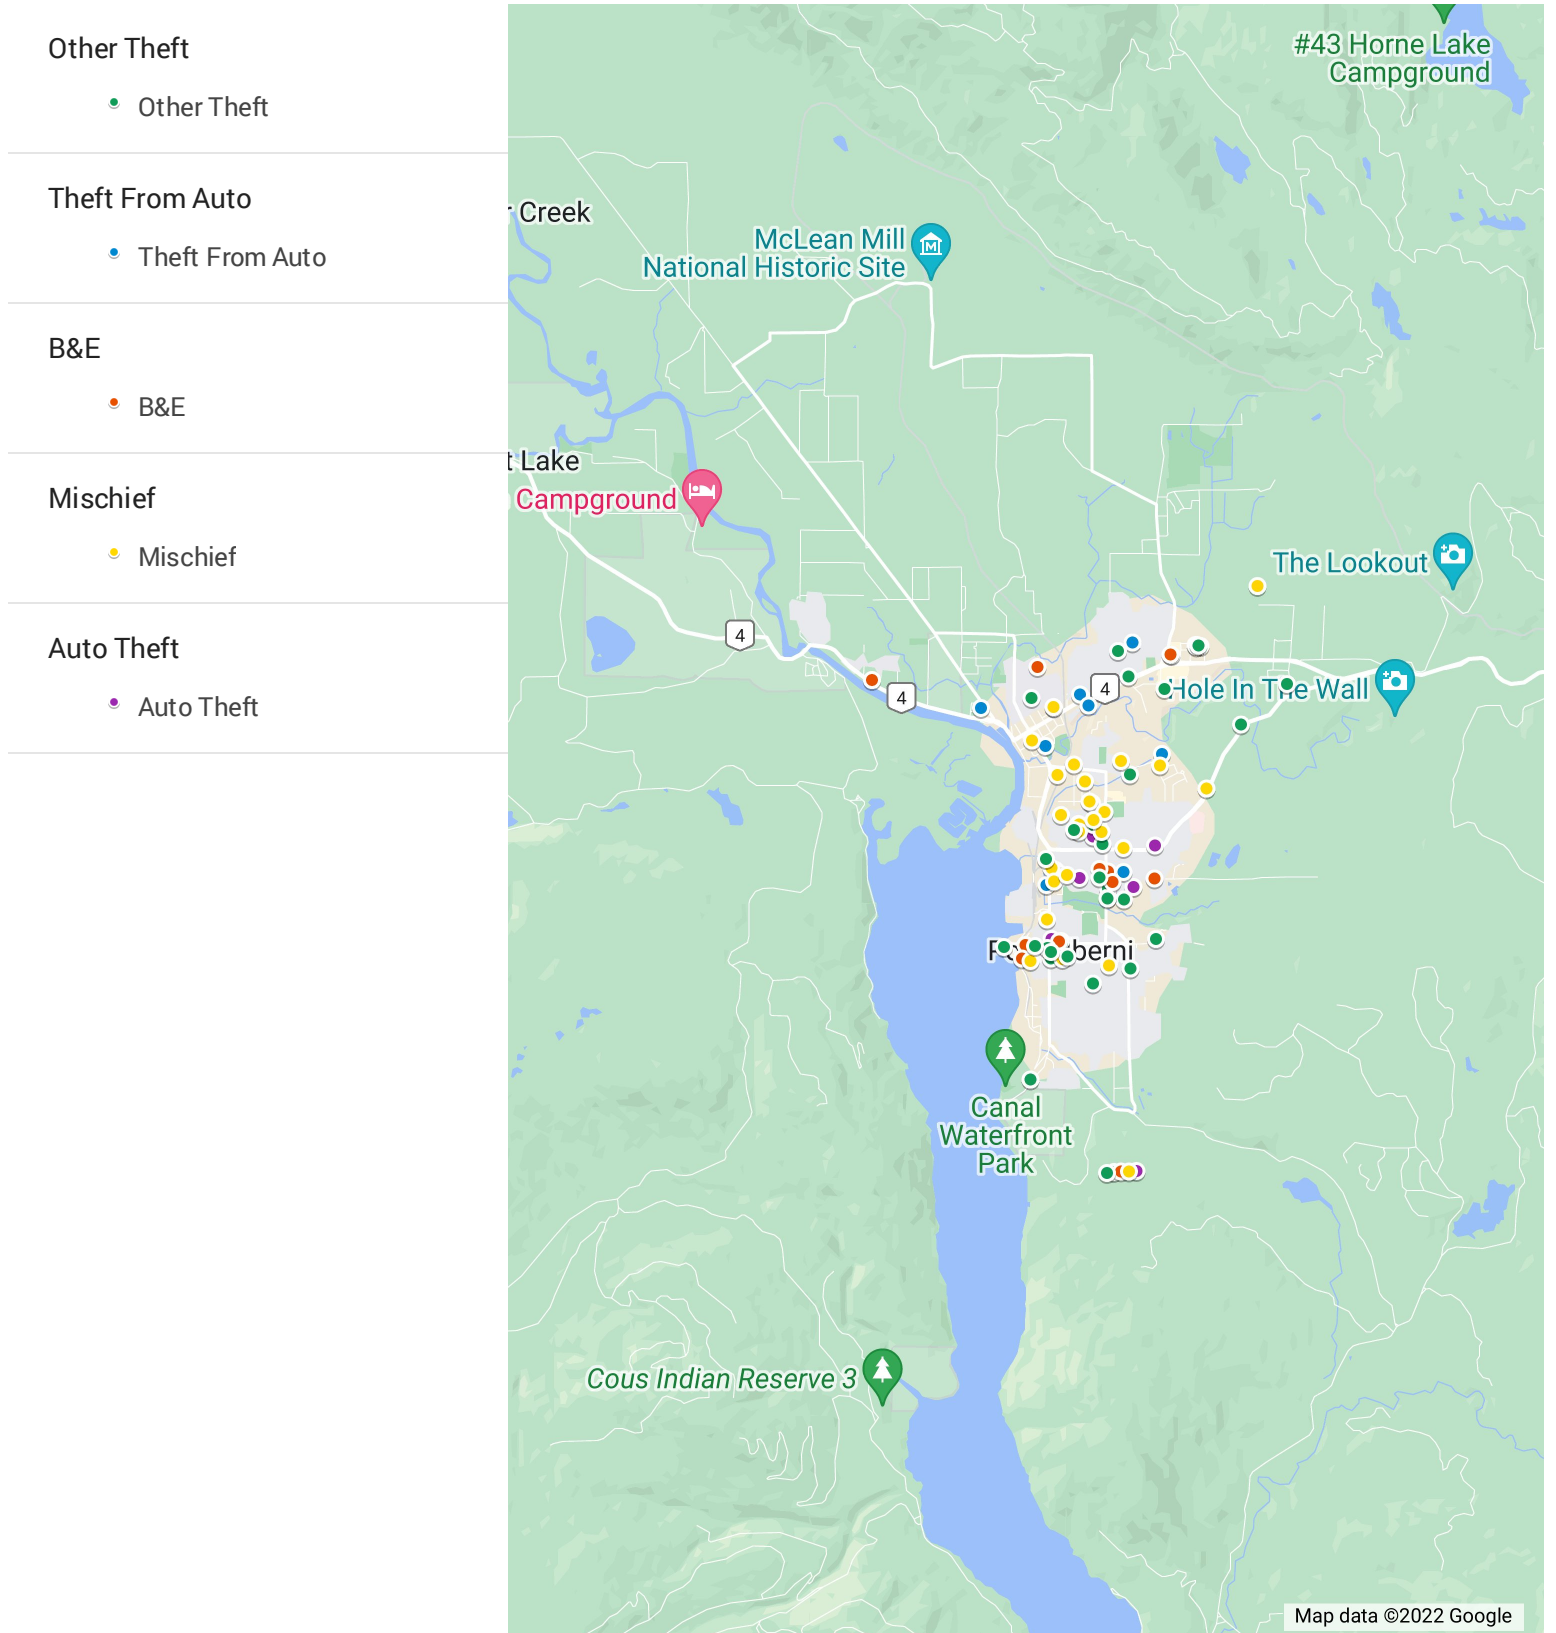 Other Theft
Other Theft
Theft From Auto
Theft From Auto
B&E
B&E
Mischief
Mischief
Auto Theft
Auto Theft
#43 Horne Lake
Campground
Creek
McLean Mill
National Historic Site
t Lake
Campground
The Lookout
4
4
4
Hole In The Wall
Canal
Waterfront
Park
Cous Indian Reserve 3
Map data ©2022 Google